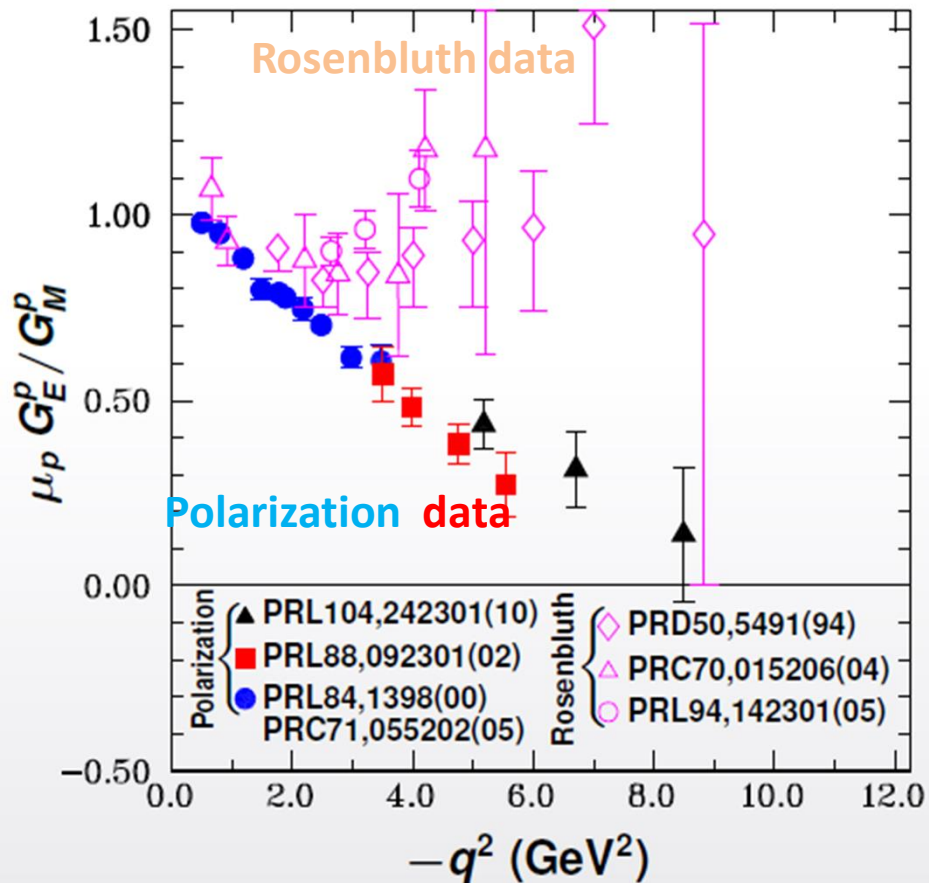 1.50
Rosenbluth data
1.00
0.50
μp G_E^p / G_M^p
Polarization data
0.00
Polarization
PRL104,242301(10)
PRL88,092301(02)
PRL84,1398(00)
PRC71,055202(05)
Rosenbluth
PRD50,5491(94)
PRC70,015206(04)
PRL94,142301(05)
−0.50
0.0 2.0 4.0 6.0 8.0 10.0 12.0
−q² (GeV²)